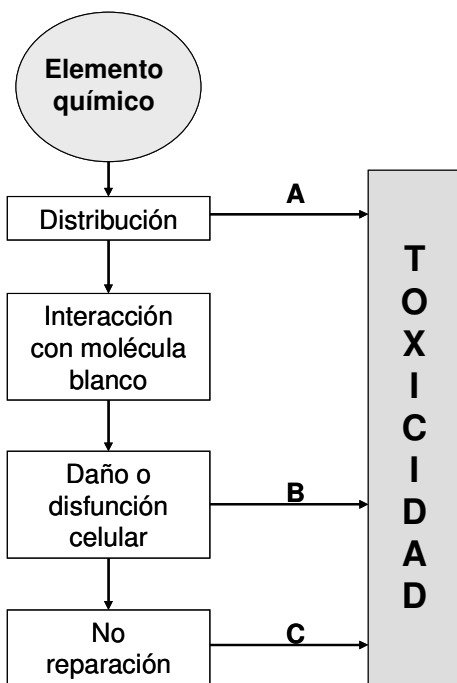 Elemento
químico
A
Distribución
Interacción
con molécula
blanco
Daño o
disfunción
celular
B
No
reparación
C
T
O
X
I
C
I
D
A
D